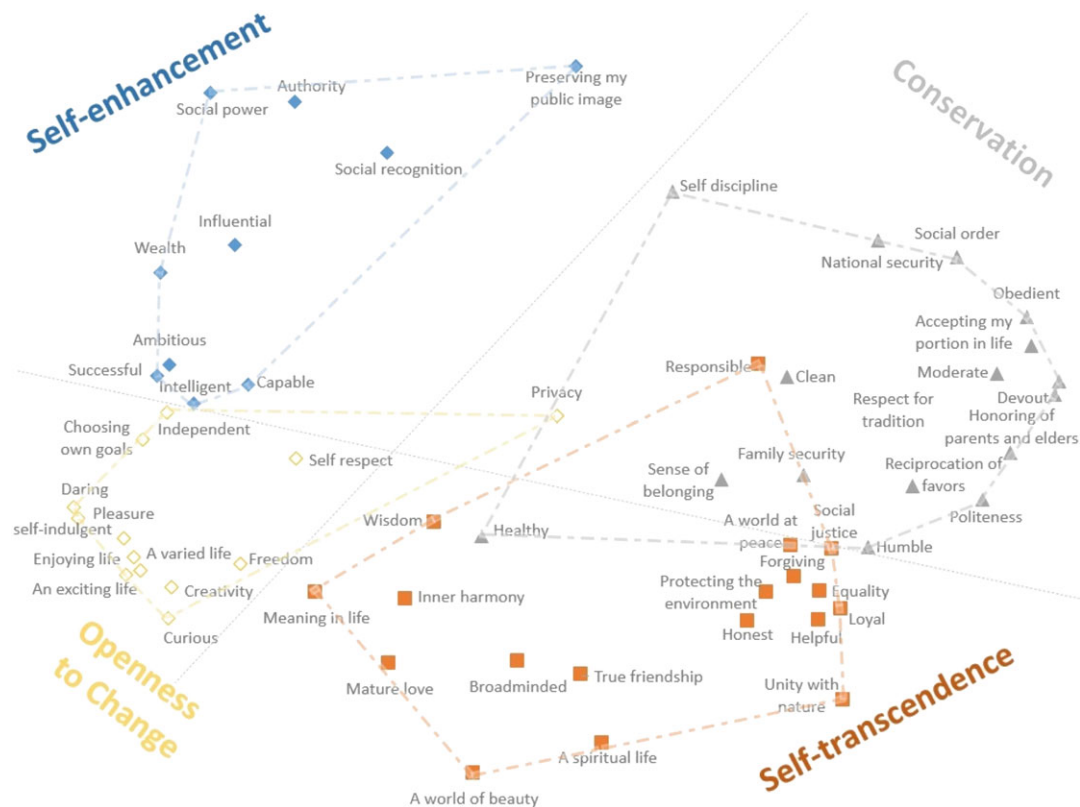 Self-enhancement
Conservation
Authority
Social power
Preserving my
public image
Social recognition
Self discipline
Influential
Wealth
Social order
National security
Obedient
Accepting my
portion in life
Ambitious
Successful
Intelligent
Capable
Responsible
Clean
Moderate
Privacy
Respect for
tradition
Devout
Honoring of
parents and elders
Choosing
own goals
Independent
Self respect
Family security
Sense of
belonging
Reciprocation of
favors
Daring
Pleasure
self-indulgent
Wisdom
Healthy
Social
justice
Politeness
A world at
peace
Humble
Enjoying life
A varied life
Freedom
Forgiving
An exciting life
Creativity
Protecting the
environment
Equality
Inner harmony
Meaning in life
Loyal
Honest
Helpful
Curious
Openness
to Change
Mature love
Broadminded
True friendship
Unity with
nature
Self-transcendence
A spiritual life
A world of beauty